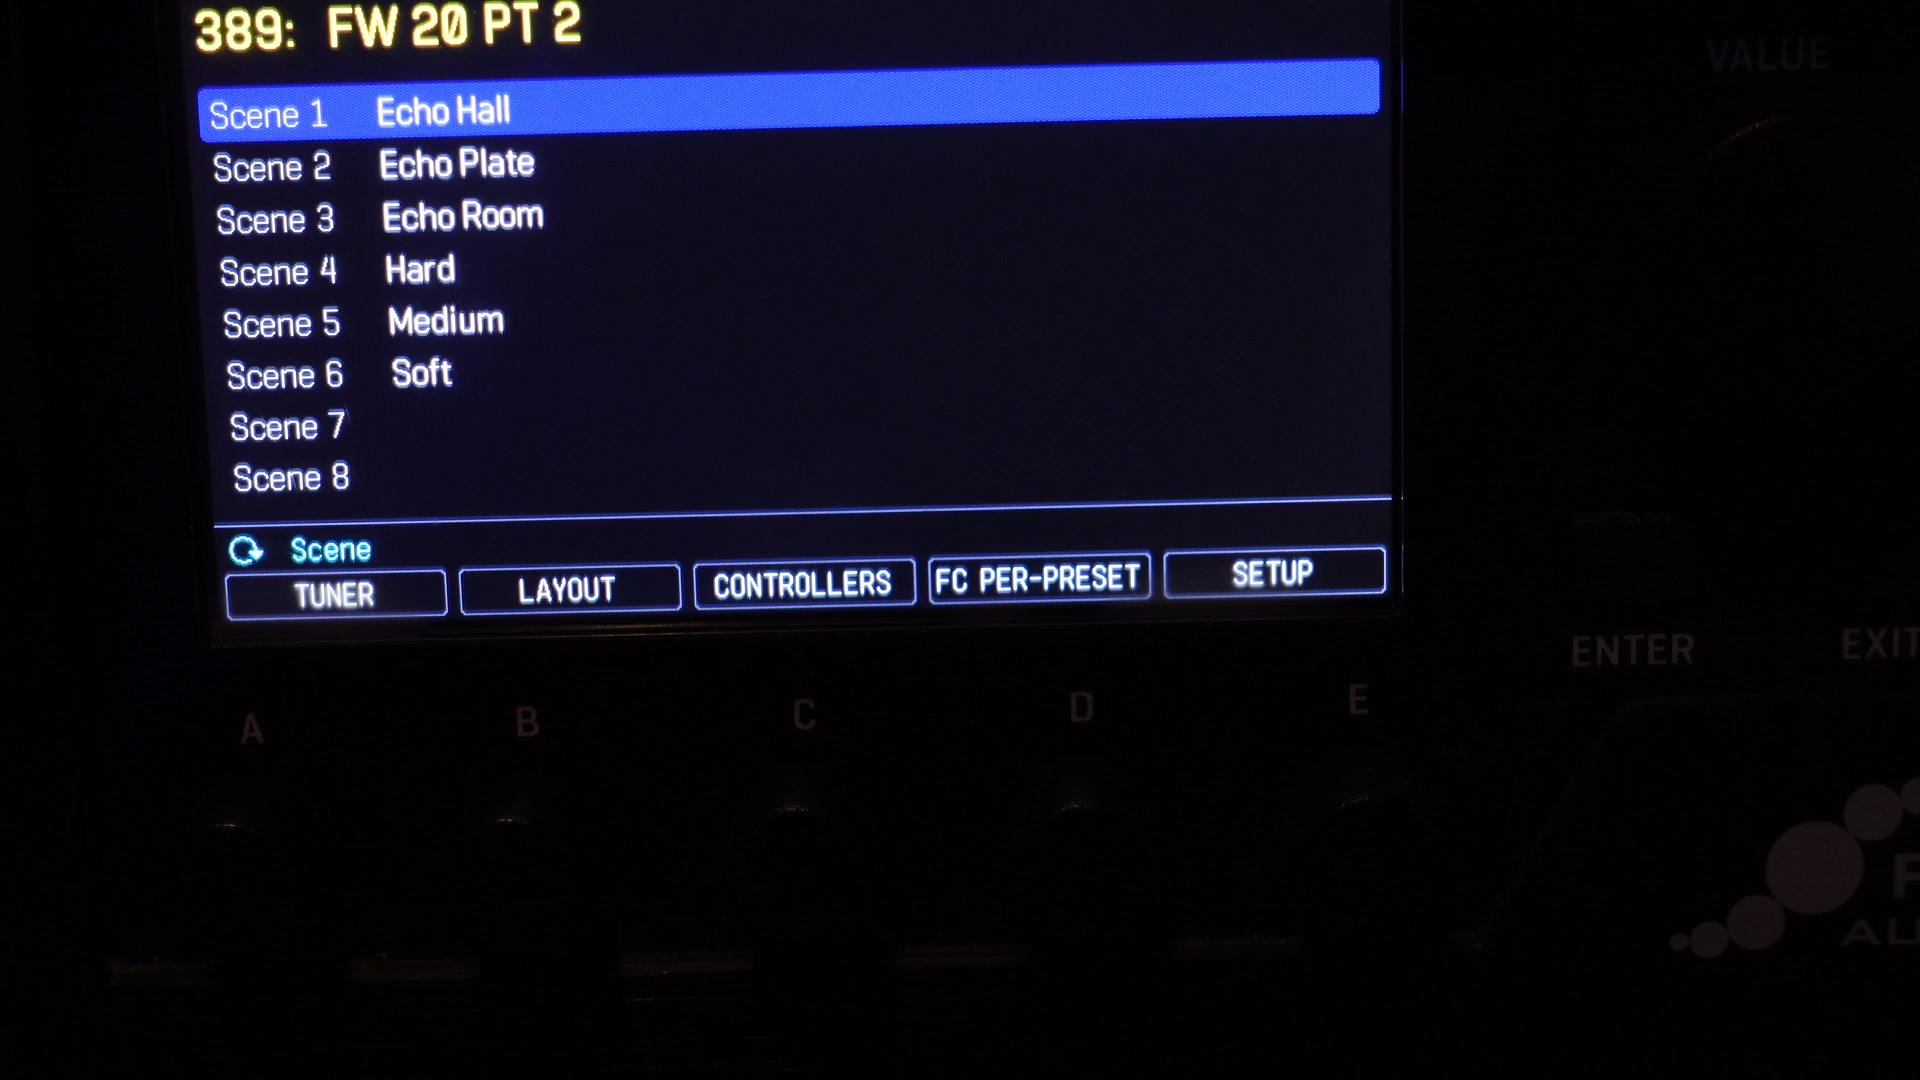 389: FW 20 PT 2
VALUE
Scene 1 Echo Hall
Scene 2 Echo Plate
Scene 3 Echo Room
Scene 4 Hard
Scene 5 Medium
Scene 6 Soft
Scene 7
Scene 8
Scene
TUNER LAYOUT CONTROLLERS FC PER-PRESET SETUP
ENTER EXIT
A B C D E
F
AU